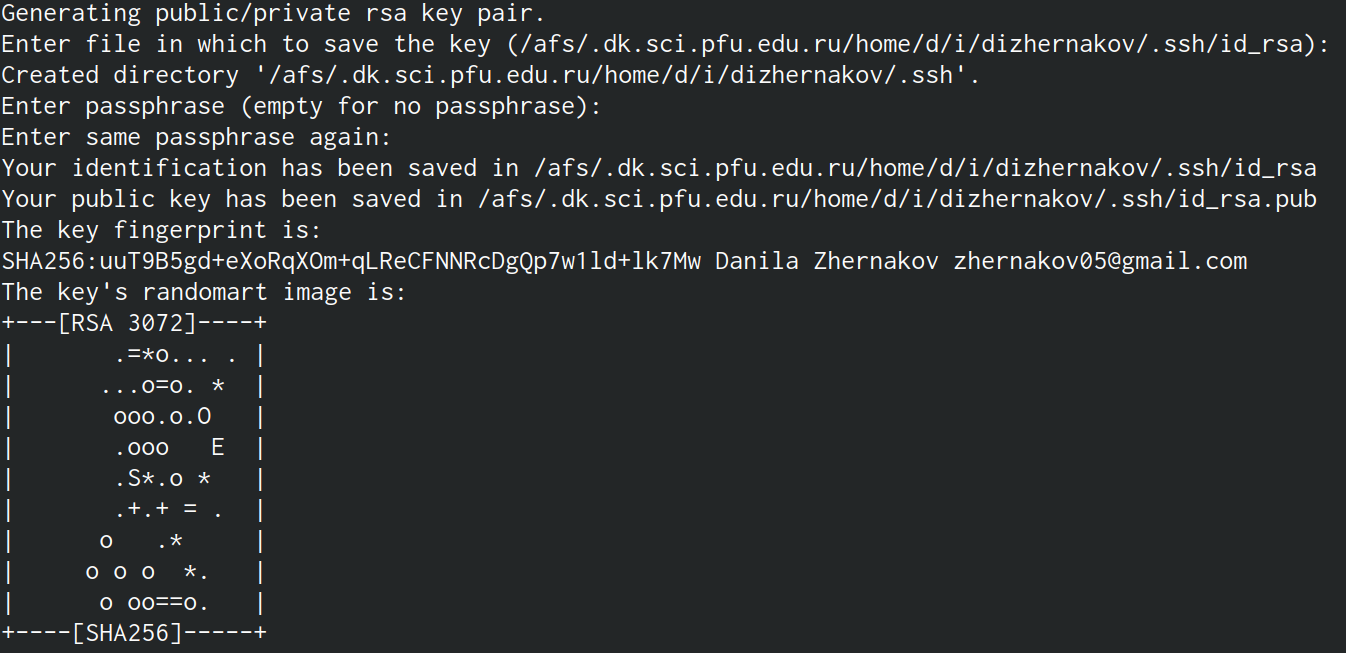 Generating public/private rsa key pair.
Enter file in which to save the key (/afs/.dk.sci.pfu.edu.ru/home/d/i/dizhernakov/.ssh/id_rsa):
Created directory '/afs/.dk.sci.pfu.edu.ru/home/d/i/dizhernakov/.ssh'.
Enter passphrase (empty for no passphrase):
Enter same passphrase again:
Your identification has been saved in /afs/.dk.sci.pfu.edu.ru/home/d/i/dizhernakov/.ssh/id_rsa
Your public key has been saved in /afs/.dk.sci.pfu.edu.ru/home/d/i/dizhernakov/.ssh/id_rsa.pub
The key fingerprint is:
SHA256:uuT9B5gd+eXoRqXOm+qLReCFNNRcDgQp7w1ld+lk7Mw Danila Zhernakov zhernakov05@gmail.com
The key's randomart image is:
+---[RSA 3072]----+
|       .=*o... . |
|      ...o=o. *  |
|       ooo.o.O   |
|       .ooo   E  |
|       .S*.o *   |
|       .+.+ = .  |
|      o   .*     |
|     o o o  *.   |
|      o oo==o.   |
+----[SHA256]-----+